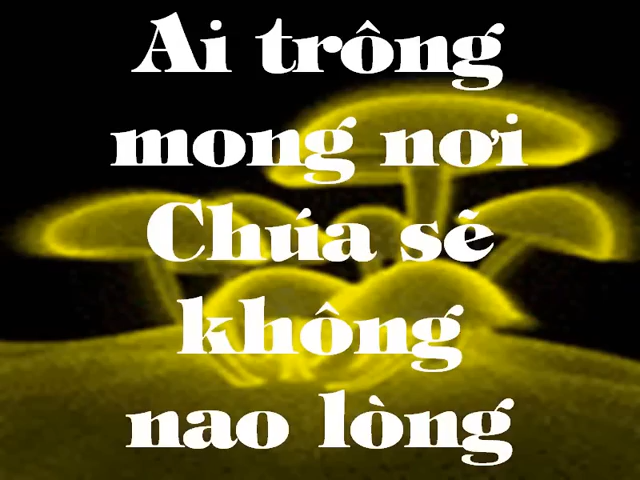 Ai trông
mong nơi
Chúa sẽ
không
nao lòng